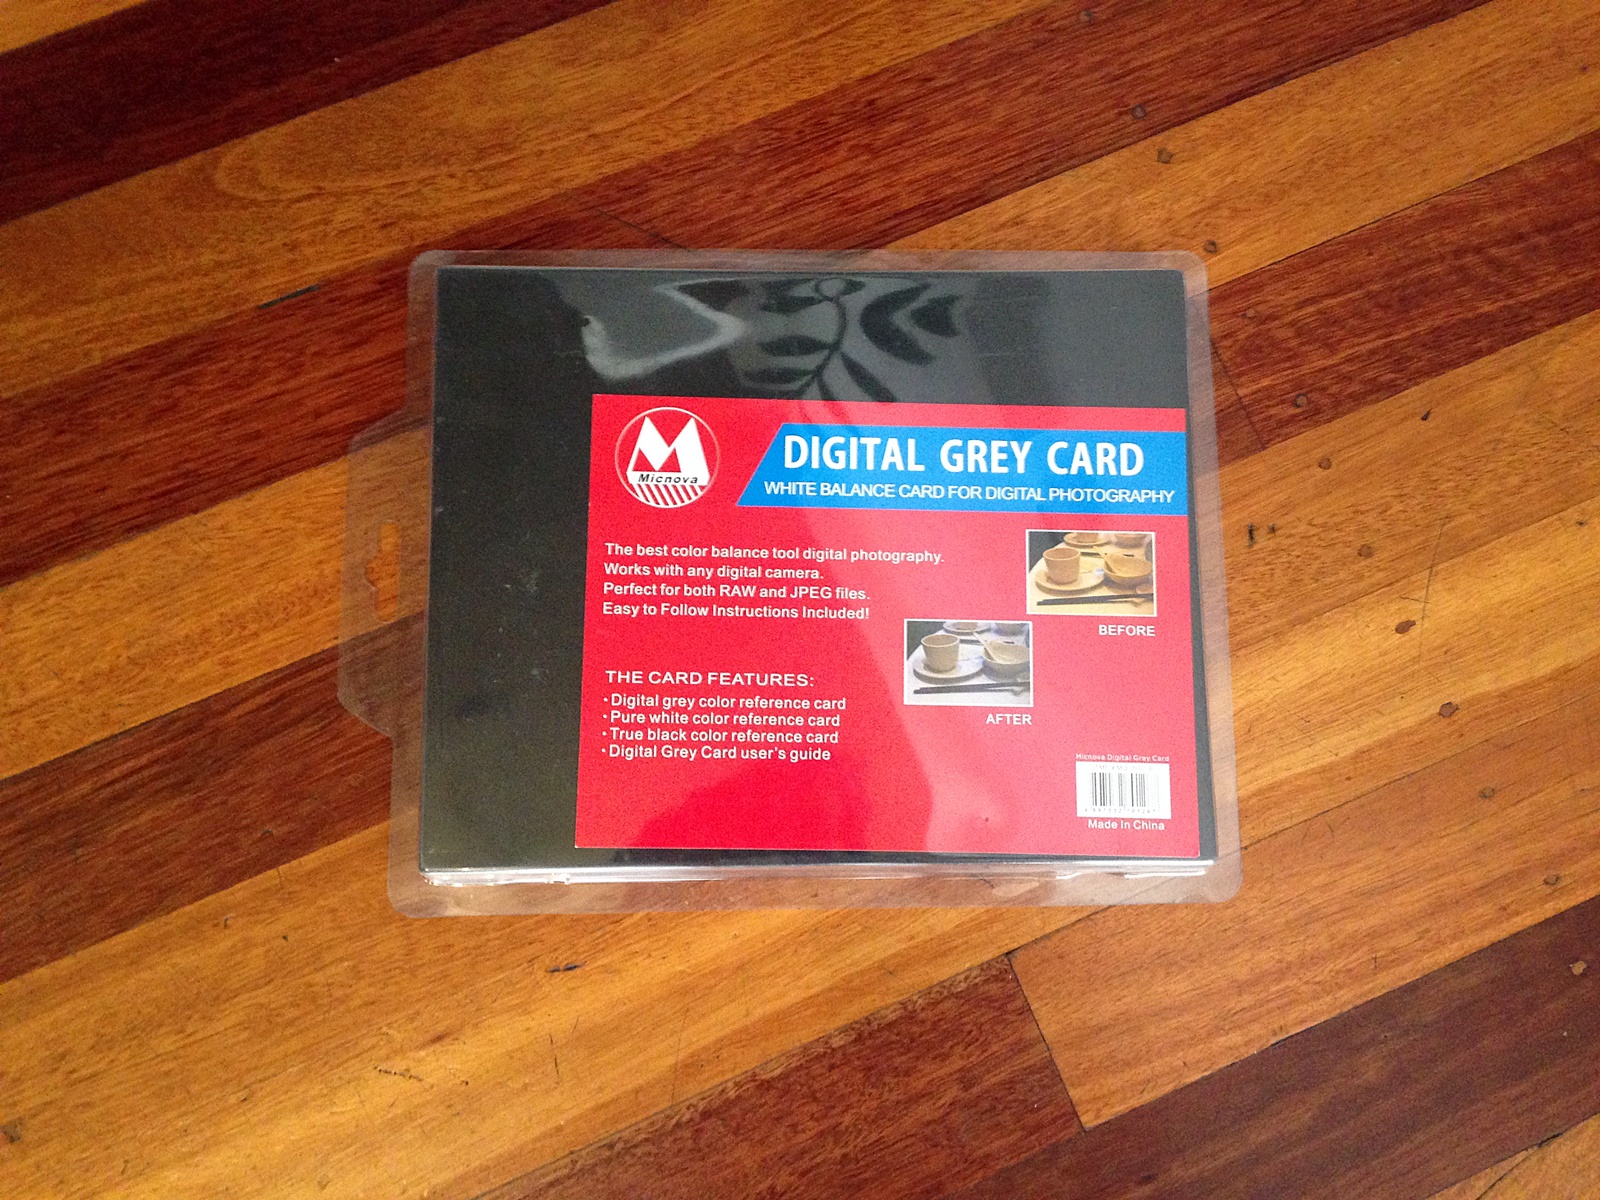 Micnova
DIGITAL GREY CARD
WHITE BALANCE CARD FOR DIGITAL PHOTOGRAPHY
The best color balance tool digital photography.
Works with any digital camera.
Perfect for both RAW and JPEG files.
Easy to Follow Instructions Included!
BEFORE
AFTER
THE CARD FEATURES:
·Digital grey color reference card
·Pure white color reference card
·True black color reference card
·Digital Grey Card user's guide
Micnova Digital Grey Card
Made in China